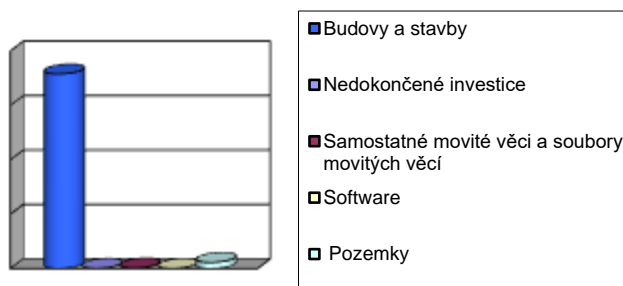 Budovy a stavby
Nedokončené investice
Samostatné movité věci a soubory
movitých věcí
Software
Pozemky